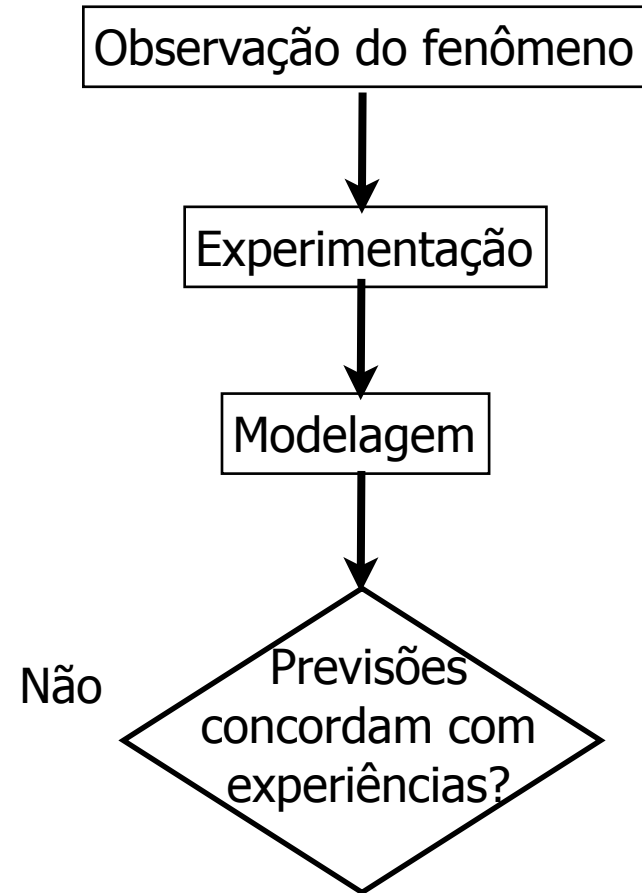 Observação do fenômeno
Experimentação
Modelagem
Não
Previsões
concordam com
experiências?